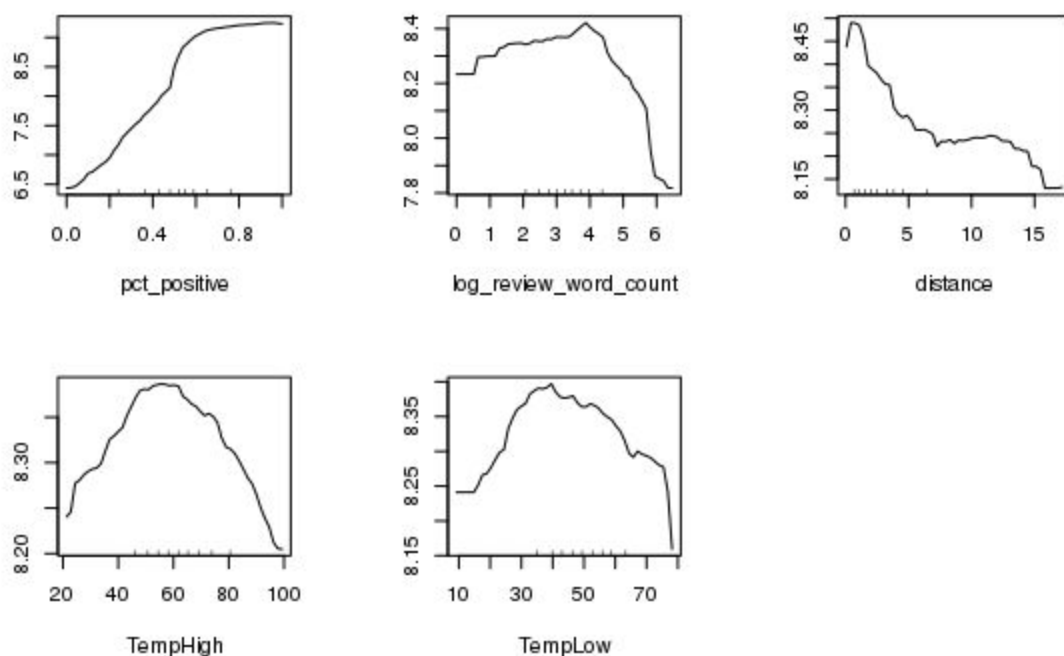 6.5 7.5 8.5
0.0 0.4 0.8
pct_positive
7.8 8.0 8.2 8.4
0 1 2 3 4 5 6
log_review_word_count
8.15 8.30 8.45
0 5 10 15
distance
8.20 8.30
20 40 60 80 100
TempHigh
8.15 8.25 8.35
10 30 50 70
TempLow